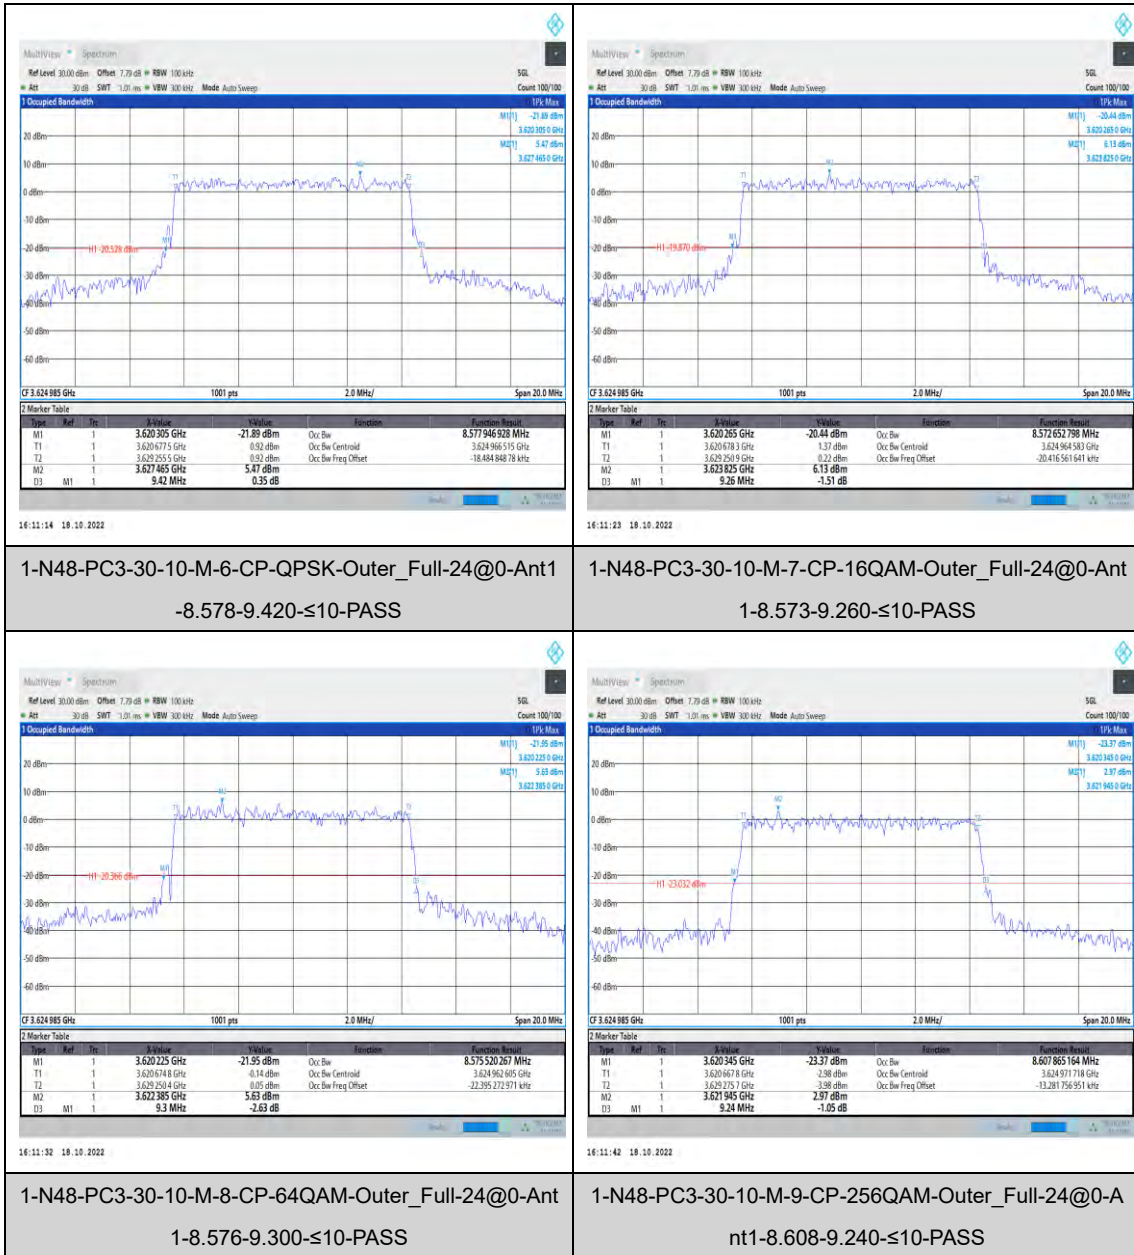 MultiView Spectrum
Ref Level 30.00 dBm Offset 7.79 dB RBW 100 kHz SGL
Att 30 dB SWT 1.01 ms VBW 300 kHz Mode Auto Sweep Count 100/100
1 Occupied Bandwidth 1Pk Max
M1[1] -21.89 dBm
3.620 305 0 GHz
M2[1] 5.47 dBm
3.627 465 0 GHz
20 dBm
10 dBm
0 dBm
-10 dBm
-20 dBm
H1 -20.528 dBm
-30 dBm
-40 dBm
-50 dBm
-60 dBm
CF 3.624 985 GHz 1001 pts 2.0 MHz/ Span 20.0 MHz
2 Marker Table
Type Ref Trc X-Value Y-Value Function Function Result
M1 1 3.620 305 GHz -21.89 dBm Occ Bw 8.577 946 928 MHz
T1 1 3.620 677 5 GHz 0.92 dBm Occ Bw Centroid 3.624 966 515 GHz
T2 1 3.629 255 5 GHz 0.92 dBm Occ Bw Freq Offset -18.484 848 78 kHz
M2 1 3.627 465 GHz 5.47 dBm
D3 M1 1 9.42 MHz 0.35 dB
16:11:14 18.10.2022
1-N48-PC3-30-10-M-6-CP-QPSK-Outer_Full-24@0-Ant1
-8.578-9.420-≤10-PASS
MultiView Spectrum
Ref Level 30.00 dBm Offset 7.79 dB RBW 100 kHz SGL
Att 30 dB SWT 1.01 ms VBW 300 kHz Mode Auto Sweep Count 100/100
1 Occupied Bandwidth 1Pk Max
M1[1] -20.44 dBm
3.620 265 0 GHz
M2[1] 6.13 dBm
3.623 825 0 GHz
20 dBm
10 dBm
0 dBm
-10 dBm
-20 dBm
H1 -19.870 dBm
-30 dBm
-40 dBm
-50 dBm
-60 dBm
CF 3.624 985 GHz 1001 pts 2.0 MHz/ Span 20.0 MHz
2 Marker Table
Type Ref Trc X-Value Y-Value Function Function Result
M1 1 3.620 265 GHz -20.44 dBm Occ Bw 8.572 652 798 MHz
T1 1 3.620 678 3 GHz 1.37 dBm Occ Bw Centroid 3.624 964 583 GHz
T2 1 3.629 250 9 GHz 0.22 dBm Occ Bw Freq Offset -20.416 561 641 kHz
M2 1 3.623 825 GHz 6.13 dBm
D3 M1 1 9.26 MHz -1.51 dB
16:11:23 18.10.2022
1-N48-PC3-30-10-M-7-CP-16QAM-Outer_Full-24@0-Ant
1-8.573-9.260-≤10-PASS
MultiView Spectrum
Ref Level 30.00 dBm Offset 7.79 dB RBW 100 kHz SGL
Att 30 dB SWT 1.01 ms VBW 300 kHz Mode Auto Sweep Count 100/100
1 Occupied Bandwidth 1Pk Max
M1[1] -21.95 dBm
3.620 225 0 GHz
M2[1] 5.63 dBm
3.622 385 0 GHz
20 dBm
10 dBm
0 dBm
-10 dBm
-20 dBm
H1 -20.366 dBm
-30 dBm
-40 dBm
-50 dBm
-60 dBm
CF 3.624 985 GHz 1001 pts 2.0 MHz/ Span 20.0 MHz
2 Marker Table
Type Ref Trc X-Value Y-Value Function Function Result
M1 1 3.620 225 GHz -21.95 dBm Occ Bw 8.575 520 267 MHz
T1 1 3.620 674 8 GHz -0.14 dBm Occ Bw Centroid 3.624 962 605 GHz
T2 1 3.629 250 4 GHz 0.05 dBm Occ Bw Freq Offset -22.395 272 971 kHz
M2 1 3.622 385 GHz 5.63 dBm
D3 M1 1 9.3 MHz -2.63 dB
16:11:32 18.10.2022
1-N48-PC3-30-10-M-8-CP-64QAM-Outer_Full-24@0-Ant
1-8.576-9.300-≤10-PASS
MultiView Spectrum
Ref Level 30.00 dBm Offset 7.79 dB RBW 100 kHz SGL
Att 30 dB SWT 1.01 ms VBW 300 kHz Mode Auto Sweep Count 100/100
1 Occupied Bandwidth 1Pk Max
M1[1] -23.37 dBm
3.620 345 0 GHz
M2[1] 2.97 dBm
3.621 945 0 GHz
20 dBm
10 dBm
0 dBm
-10 dBm
-20 dBm
H1 -23.032 dBm
-30 dBm
-40 dBm
-50 dBm
-60 dBm
CF 3.624 985 GHz 1001 pts 2.0 MHz/ Span 20.0 MHz
2 Marker Table
Type Ref Trc X-Value Y-Value Function Function Result
M1 1 3.620 345 GHz -23.37 dBm Occ Bw 8.607 865 164 MHz
T1 1 3.620 667 8 GHz -2.98 dBm Occ Bw Centroid 3.624 971 718 GHz
T2 1 3.629 275 7 GHz -3.98 dBm Occ Bw Freq Offset -13.281 756 951 kHz
M2 1 3.621 945 GHz 2.97 dBm
D3 M1 1 9.24 MHz -1.05 dB
16:11:42 18.10.2022
1-N48-PC3-30-10-M-9-CP-256QAM-Outer_Full-24@0-A
nt1-8.608-9.240-≤10-PASS